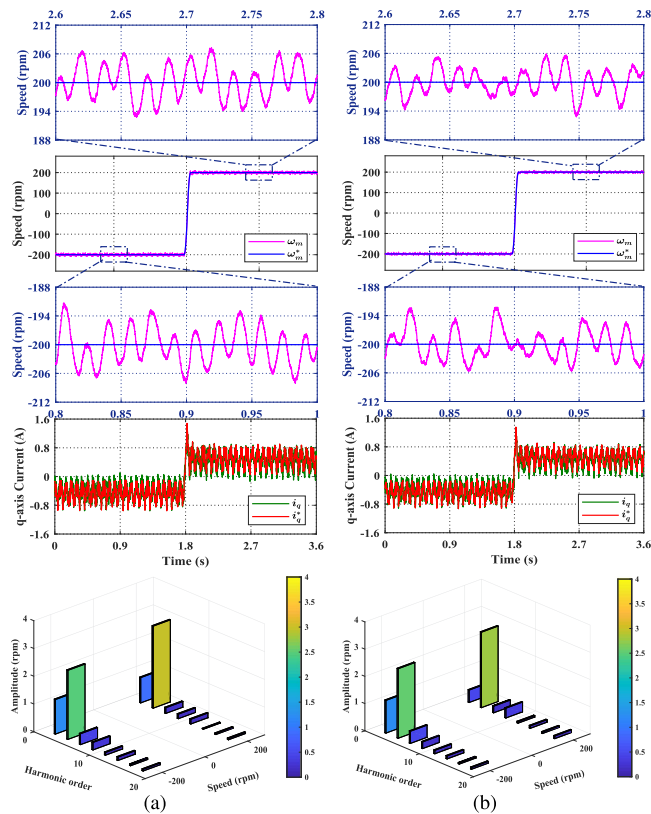 2.6 2.65 2.7 2.75 2.8
212
206
200
194
188
Speed (rpm)
200
100
0
-100
-200
Speed (rpm)
ωm
ω*m
-188
-194
-200
-206
-212
Speed (rpm)
0.8 0.85 0.9 0.95 1
1.6
0.8
0
-0.8
-1.6
q-axis Current (A)
iq
i*q
0 0.9 1.8 2.7 3.6
Time (s)
4
3
2
1
0
Amplitude (rpm)
0
10
20
Harmonic order
-200
0
200
Speed (rpm)
4
3.5
3
2.5
2
1.5
1
0.5
0
(a)
2.6 2.65 2.7 2.75 2.8
212
206
200
194
188
Speed (rpm)
200
100
0
-100
-200
Speed (rpm)
ωm
ω*m
-188
-194
-200
-206
-212
Speed (rpm)
0.8 0.85 0.9 0.95 1
1.6
0.8
0
-0.8
-1.6
q-axis Current (A)
iq
i*q
0 0.9 1.8 2.7 3.6
Time (s)
4
3
2
1
0
Amplitude (rpm)
0
10
20
Harmonic order
-200
0
200
Speed (rpm)
4
3.5
3
2.5
2
1.5
1
0.5
0
(b)